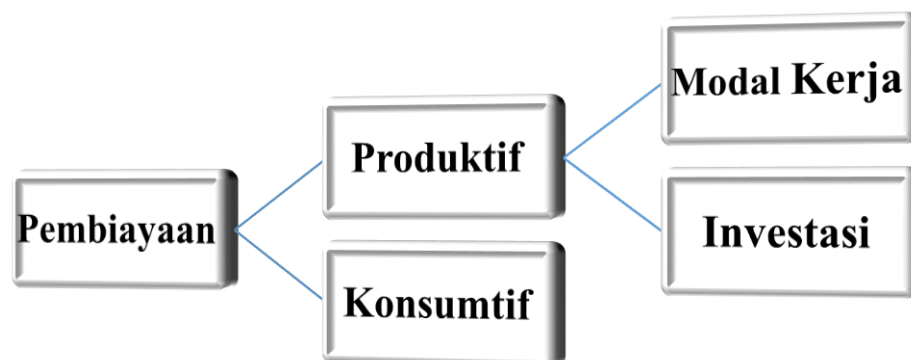 Pembiayaan
Produktif
Konsumtif
Modal Kerja
Investasi